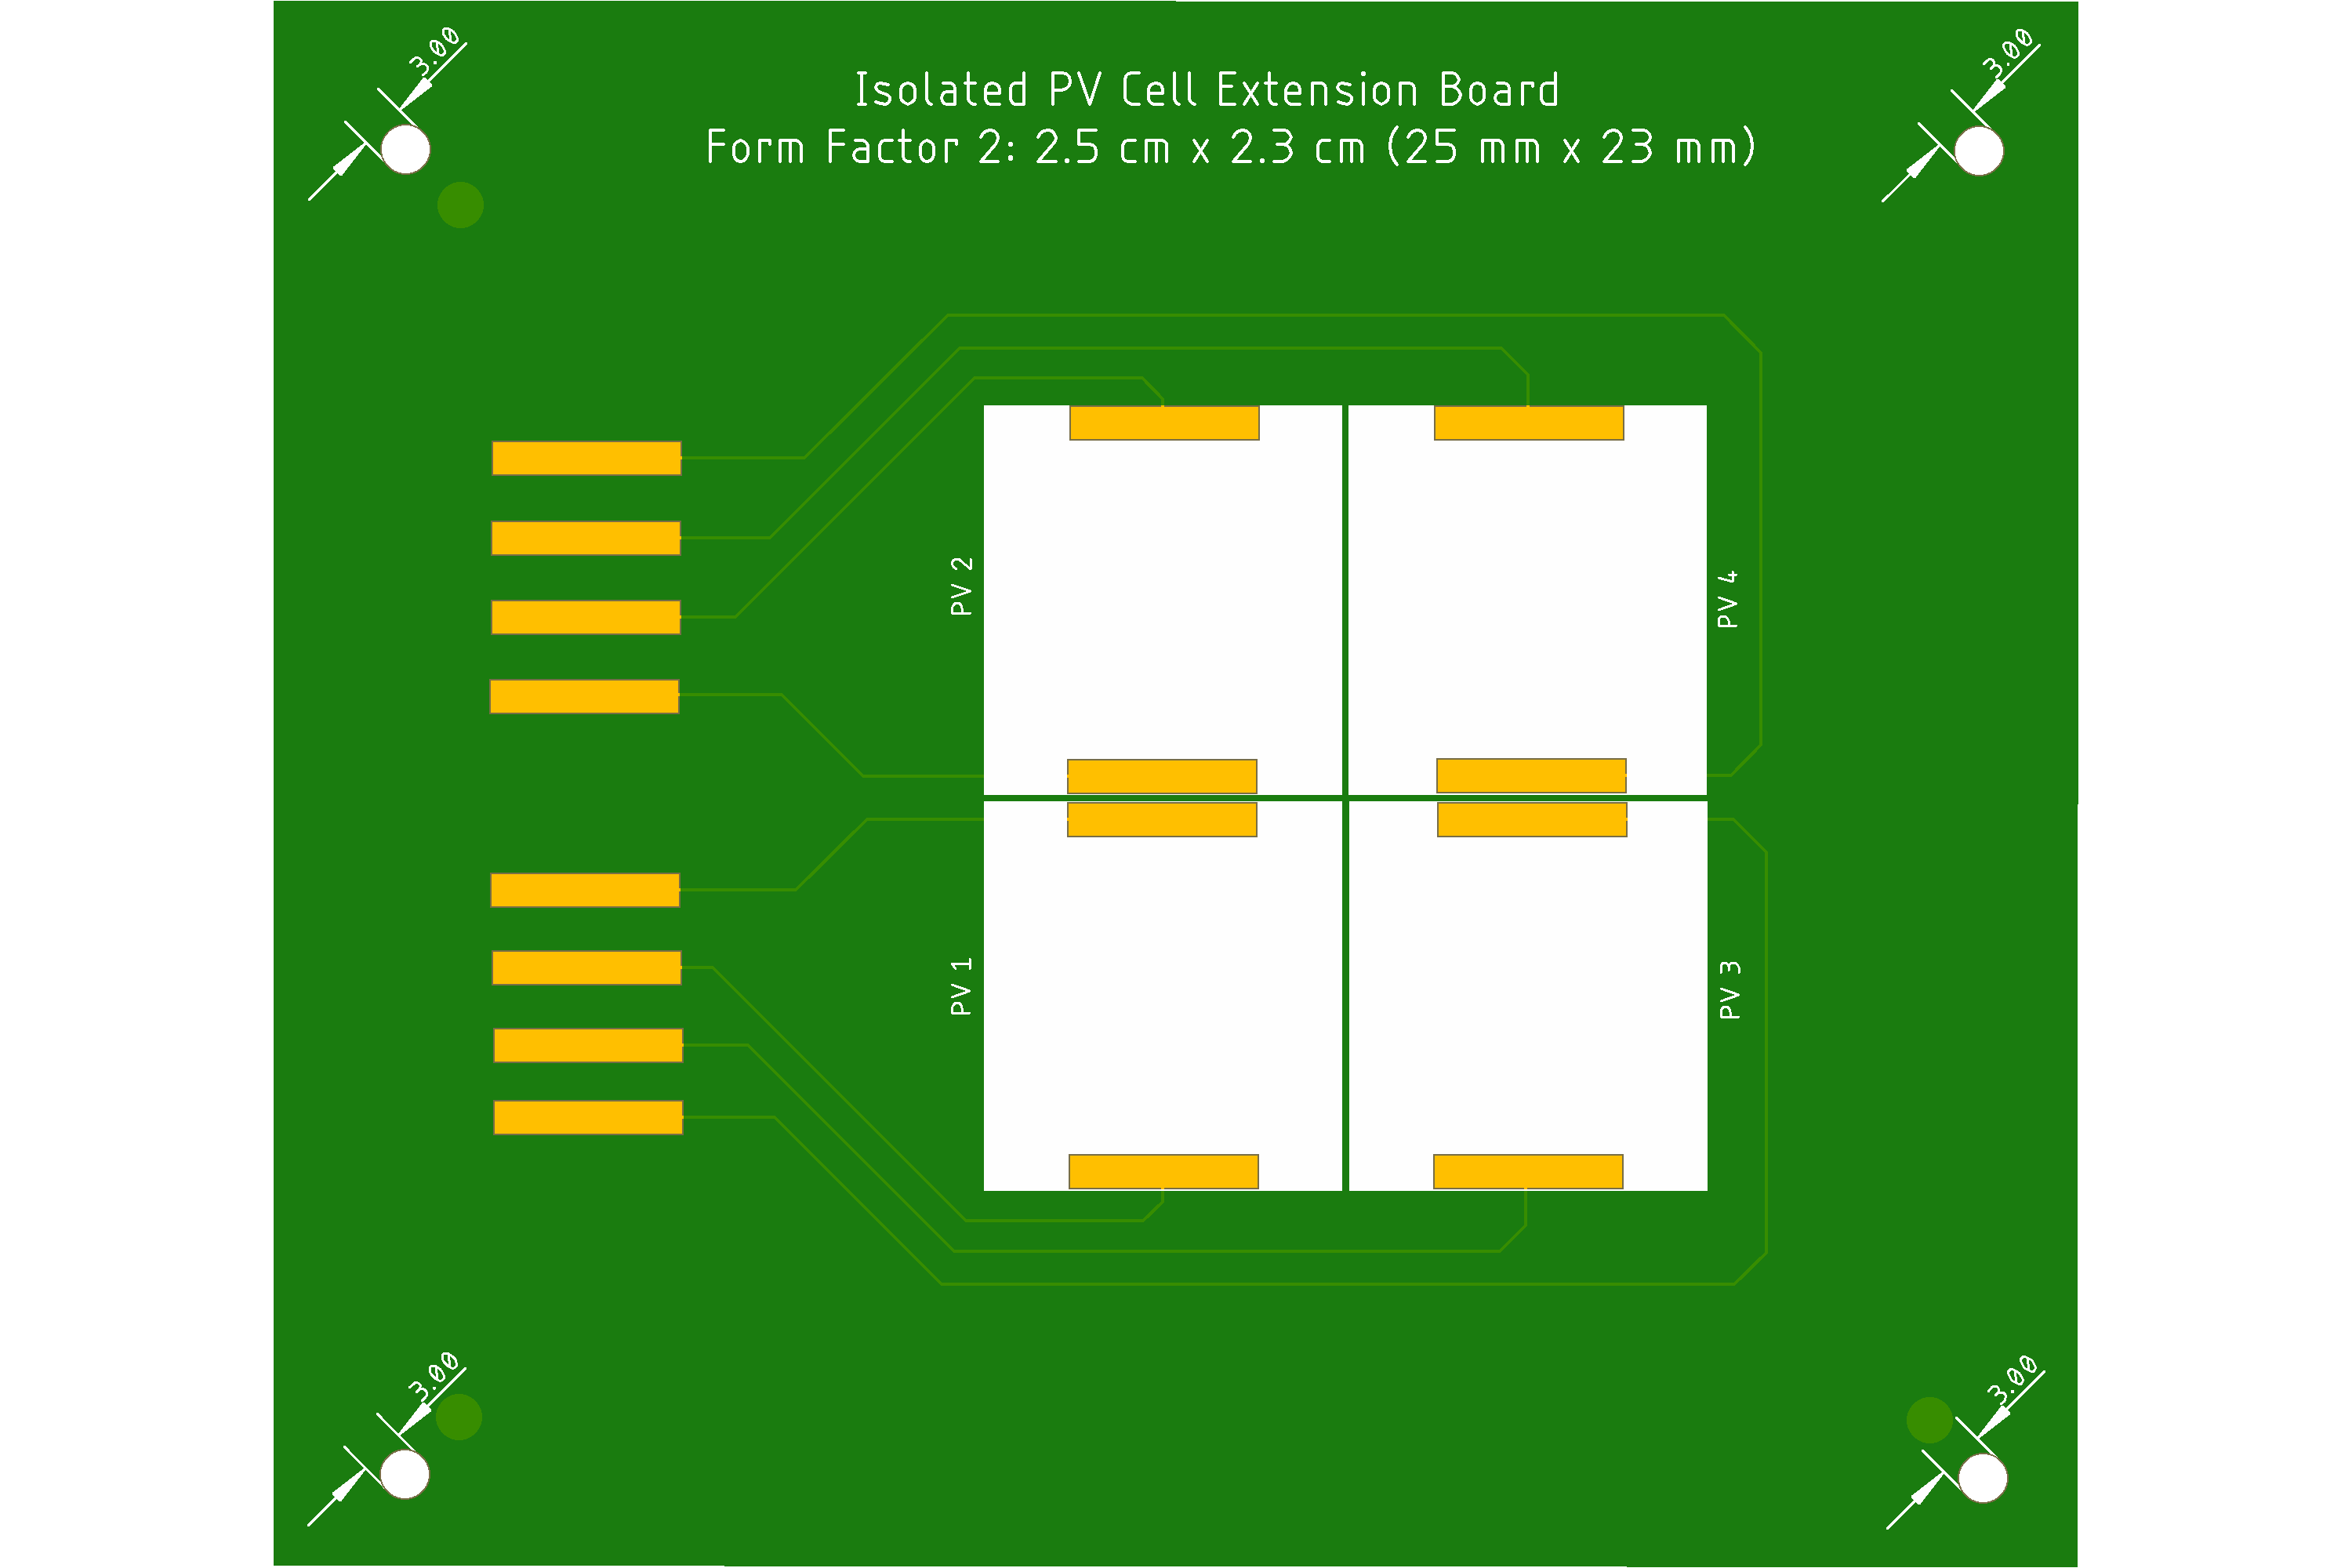 3.00
3.00
Isolated PV Cell Extension Board
Form Factor 2: 2.5 cm x 2.3 cm (25 mm x 23 mm)
PV 2
PV 4
PV 1
PV 3
3.00
3.00